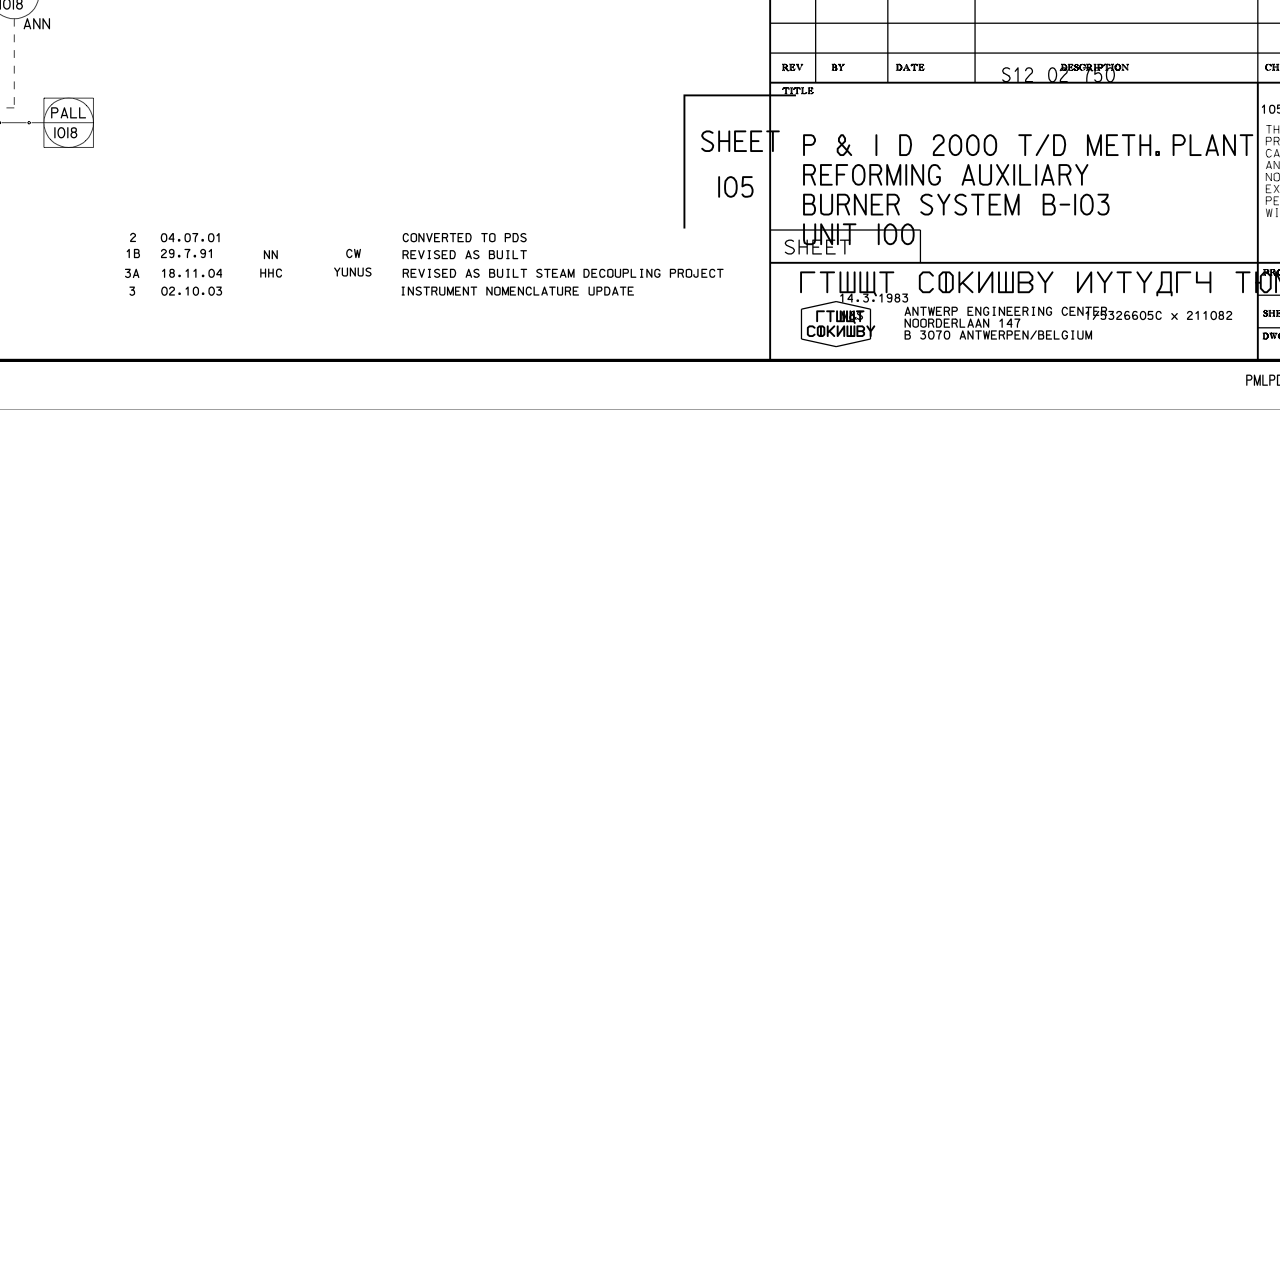 1018
ANN
PALL
1018
REV BY DATE DESCRIPTION CH
S12 02 750
TITLE
SHEET
105
P & I D 2000 T/D METH. PLANT
REFORMING AUXILIARY
BURNER SYSTEM B-103
UNIT 100
SHEET
105
TH
PR
CA
AN
NO
EX
PE
WI
2 04.07.01 CONVERTED TO PDS
1B 29.7.91 NN CW REVISED AS BUILT
3A 18.11.04 HHC YUNUS REVISED AS BUILT STEAM DECOUPLING PROJECT
3 02.10.03 INSTRUMENT NOMENCLATURE UPDATE
ГТШЩТ СФКИШВУ ИУТУДГЧ
14.3.1983
СФКИШВУ
ANTWERP ENGINEERING CENTER
NOORDERLAAN 147
B 3070 ANTWERPEN/BELGIUM
175326605C x 211082
SHE
DWG
PMLPD